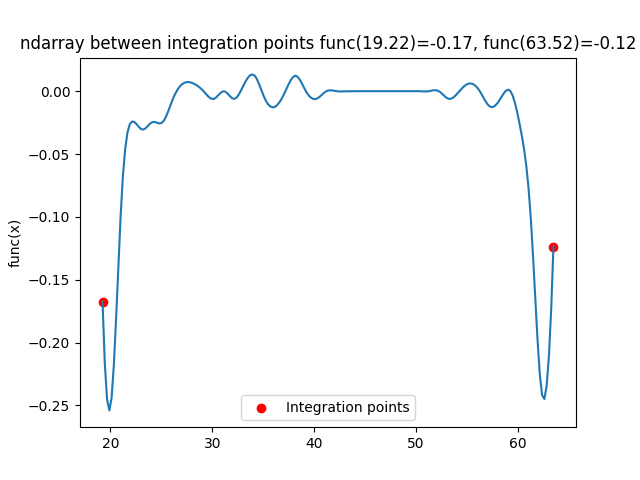 ndarray between integration points func(19.22)=-0.17, func(63.52)=-0.12
0.00
−0.05
−0.10
−0.15
−0.20
−0.25
func(x)
Integration points
20 30 40 50 60